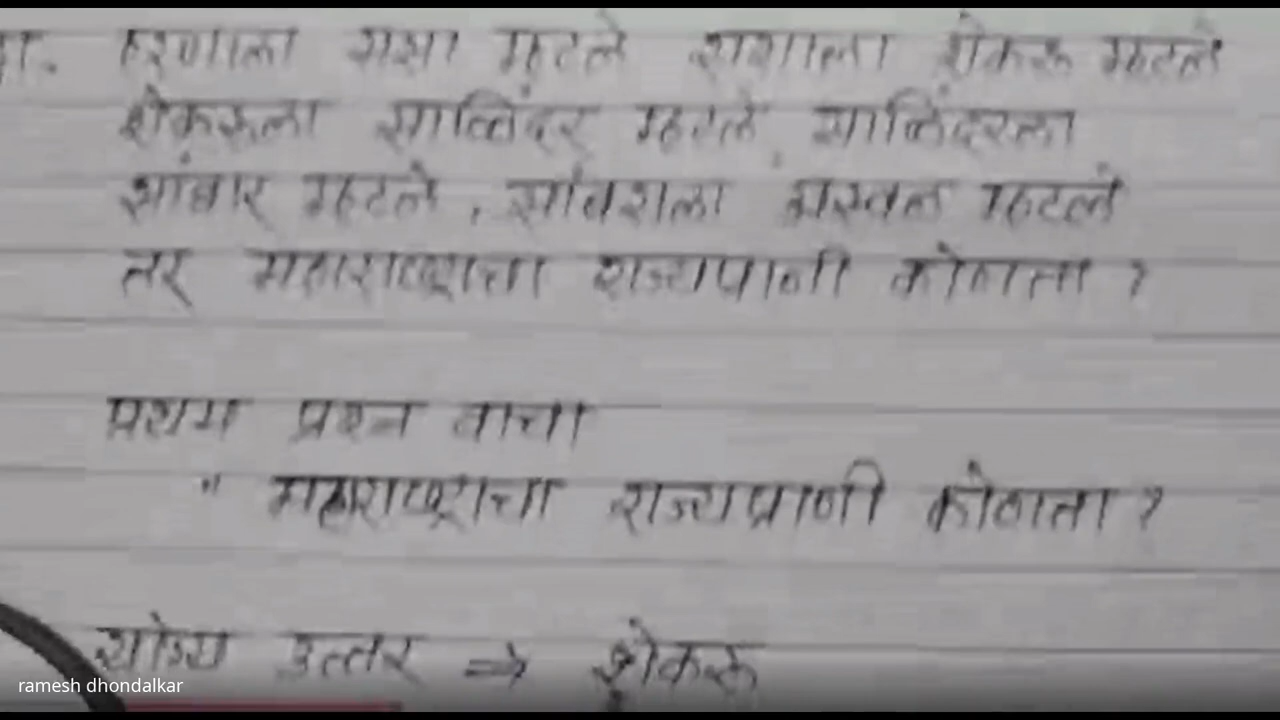 हरणाला ससा म्हटले सशाला शेकरू म्हटले
शेकरुला साळिंदर म्हटले, साळिंदरला
सांबार म्हटले, सांबराला अस्वल म्हटले
तर महाराष्ट्राचा राज्यप्राणी कोणता ?
प्रथम प्रश्न वाचा
" महाराष्ट्राचा राज्यप्राणी कोणता ?
योग्य उत्तर ⇒ शेकरू
ramesh dhondalkar